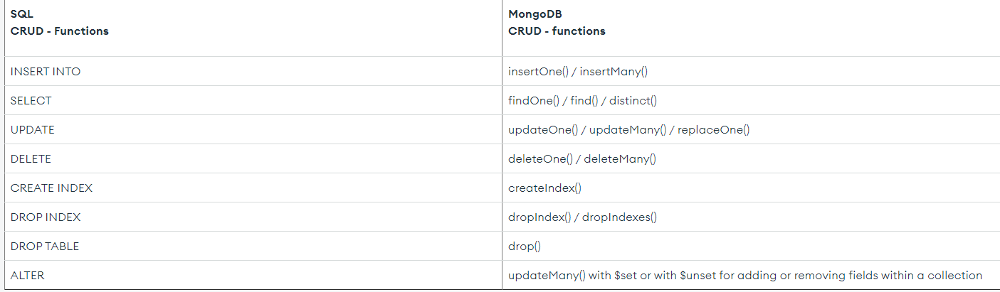 SQL
CRUD - Functions
MongoDB
CRUD - functions
INSERT INTO
insertOne() / insertMany()
SELECT
findOne() / find() / distinct()
UPDATE
updateOne() / updateMany() / replaceOne()
DELETE
deleteOne() / deleteMany()
CREATE INDEX
createIndex()
DROP INDEX
dropIndex() / dropIndexes()
DROP TABLE
drop()
ALTER
updateMany() with $set or with $unset for adding or removing fields within a collection